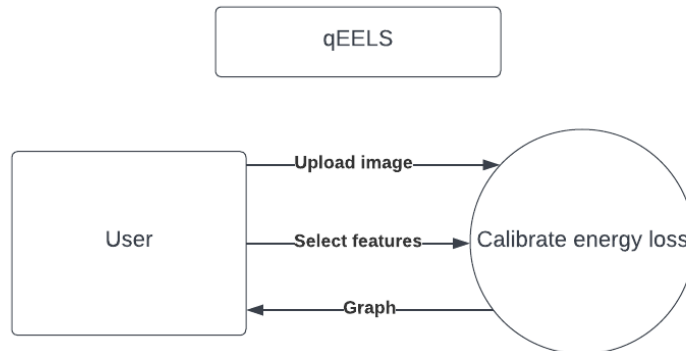 qEELS
Upload image
User
Select features
Calibrate energy loss
Graph